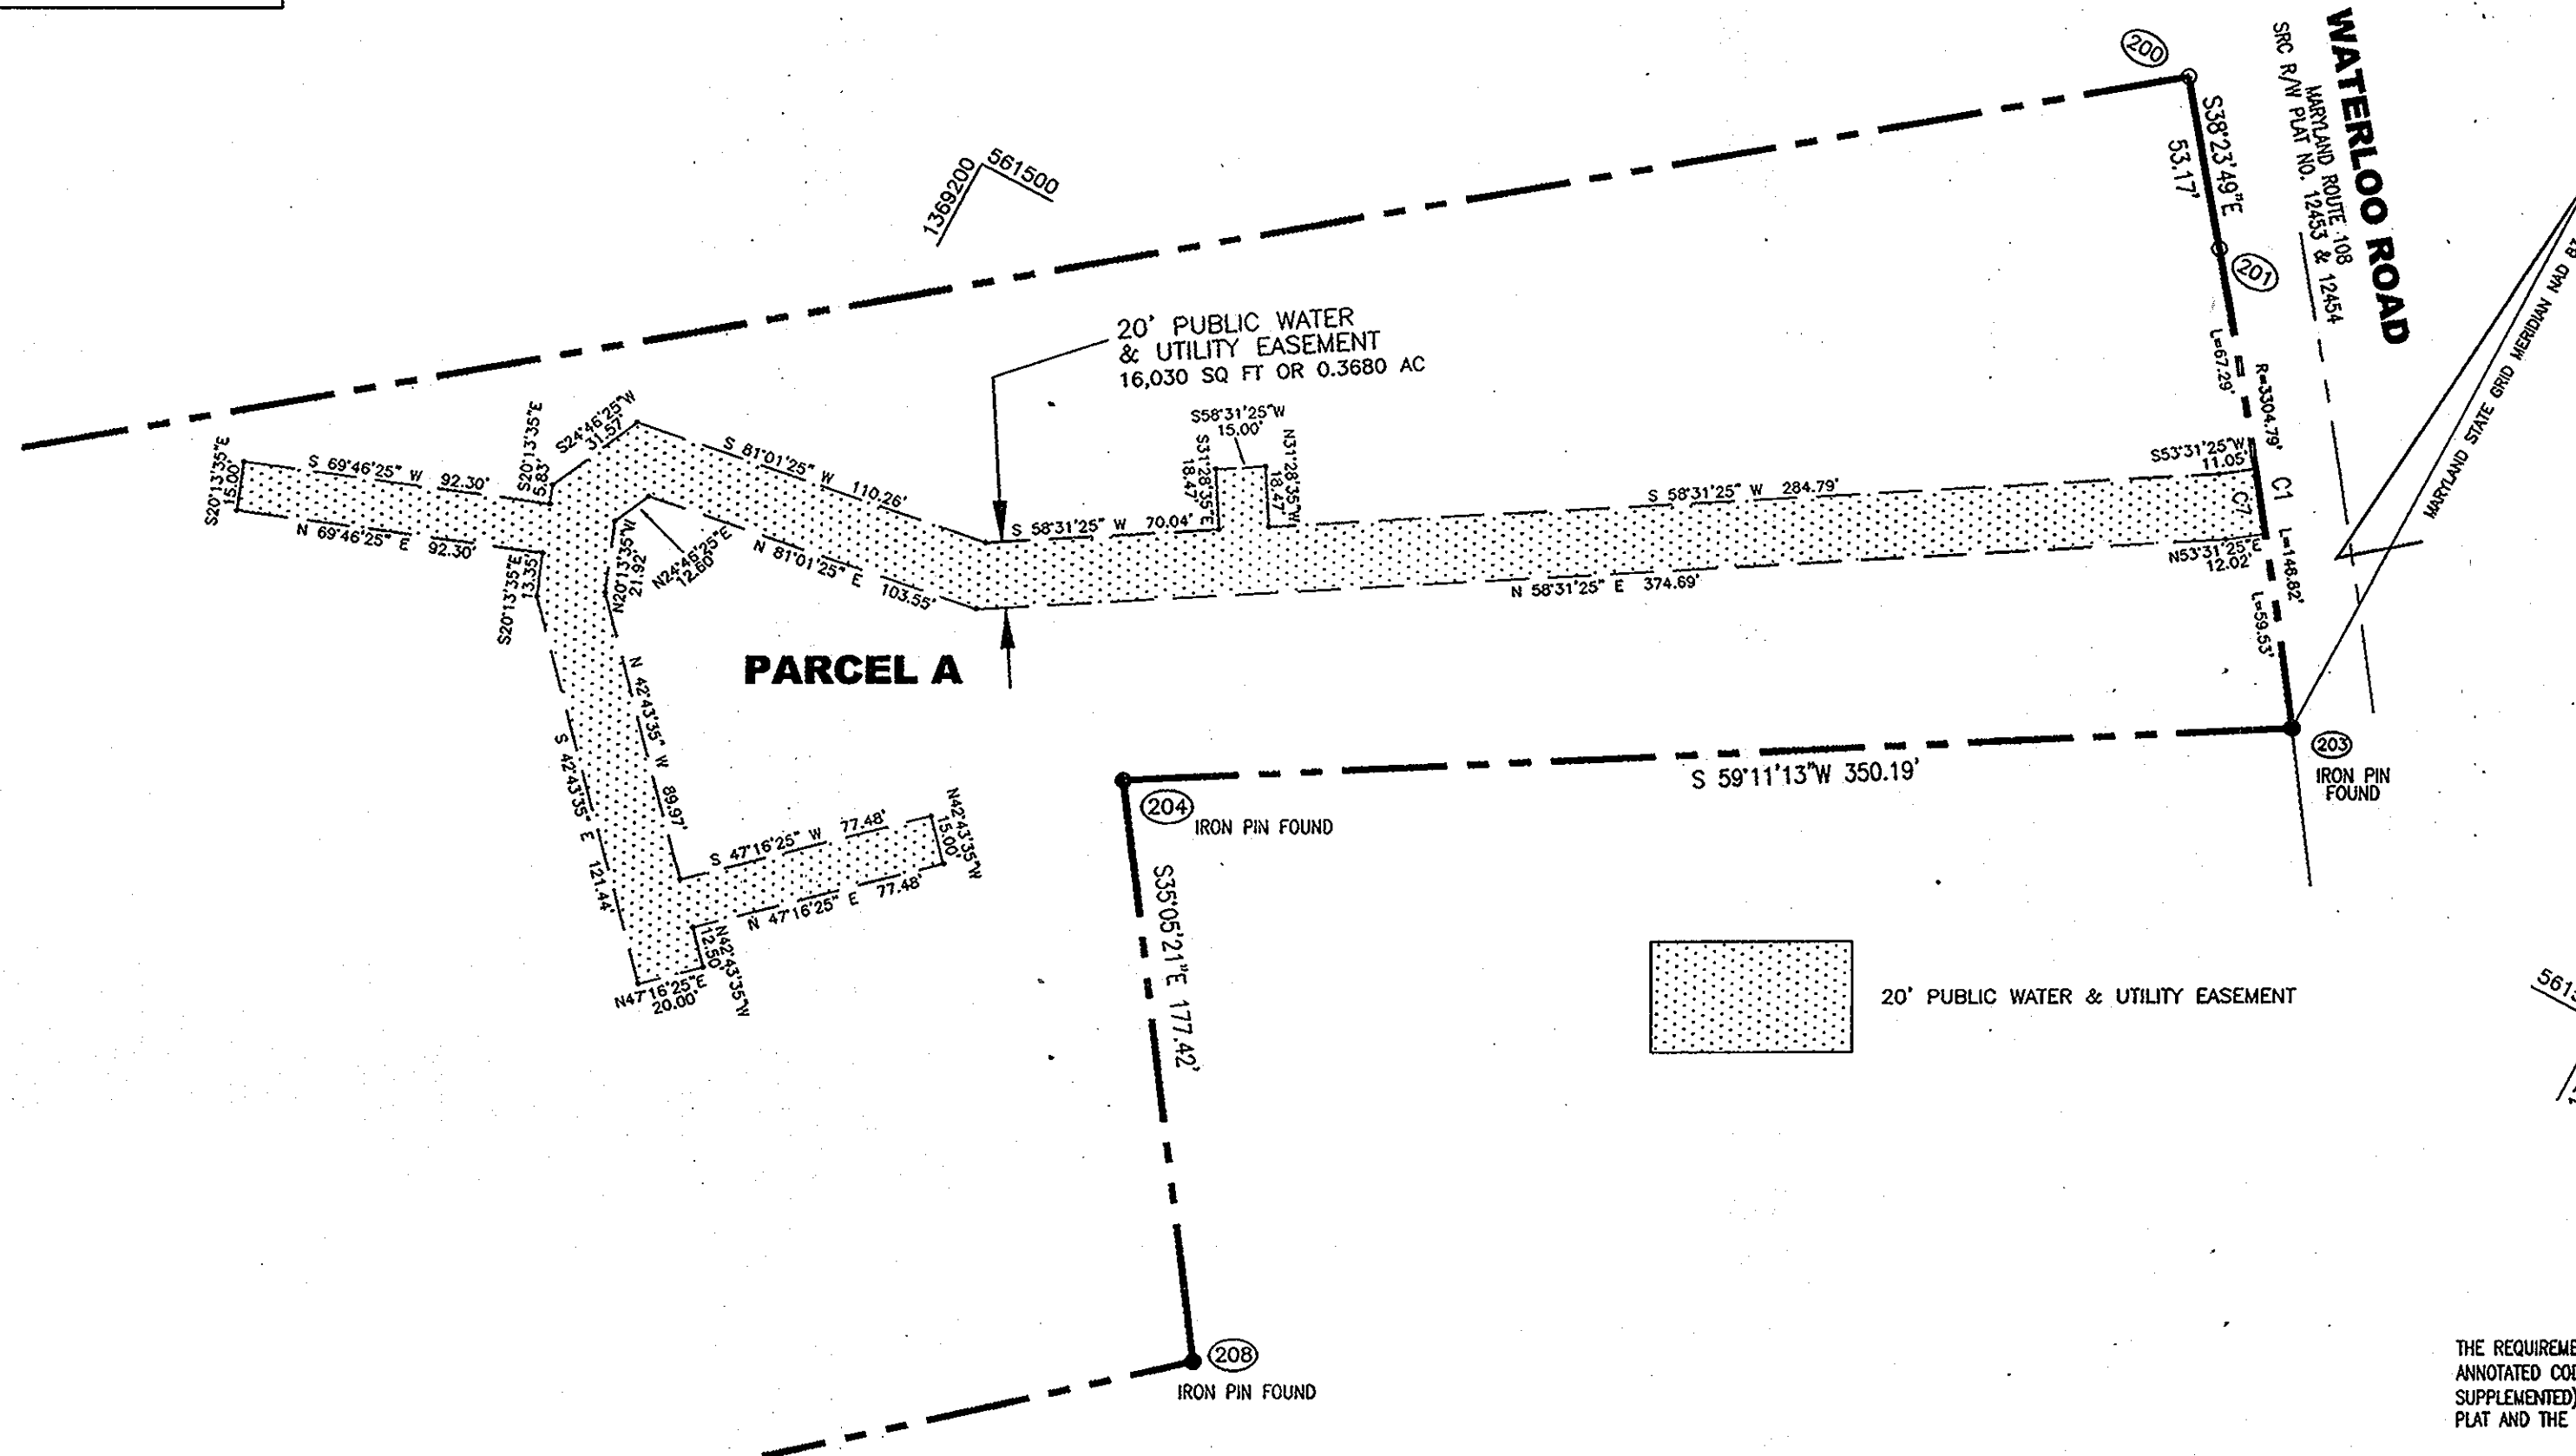 WATERLOO ROAD
MARYLAND ROUTE 108
SRC R/W PLAT NO. 12453 & 12454
200
S38°23'49"E
53.17'
201
L=67.29'
R=3304.79'
C1
L=146.82'
L=59.53'
MARYLAND STATE GRID MERIDIAN NAD 83
1369200
561500
20' PUBLIC WATER
& UTILITY EASEMENT
16,030 SQ FT OR 0.3680 AC
S20°13'35"E
15.00'
S 69°46'25" W 92.30'
N 69°46'25" E 92.30'
S20°13'35"E
5.83'
S24°46'25"W
31.57'
S 81°01'25" W 110.26'
N 81°01'25" E 103.55'
N24°46'25"E
12.60'
N20°13'35"W
21.92'
S20°13'35"E
13.35'
S 58°31'25" W 70.04'
S31°28'35"E
18.47'
S58°31'25"W
15.00'
N31°28'35"W
18.47'
S 58°31'25" W 284.79'
N 58°31'25" E 374.69'
S53°31'25"W
11.05'
C7
N53°31'25"E
12.02'
PARCEL A
N 42°43'35" W 89.97'
S 42°43'35" E 121.44'
S 47°16'25" W 77.48'
N 47°16'25" E 77.48'
N42°43'35"W
15.00'
N42°43'35"W
12.50'
N47°16'25"E
20.00'
203
IRON PIN
FOUND
S 59°11'13"W 350.19'
204
IRON PIN FOUND
S35°05'21"E 177.42'
208
IRON PIN FOUND
20' PUBLIC WATER & UTILITY EASEMENT
THE REQUIREME
ANNOTATED COD
SUPPLEMENTED)
PLAT AND THE